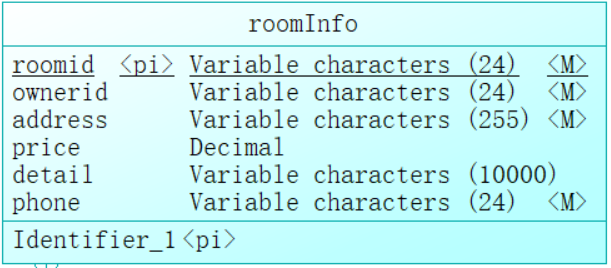 roomInfo
roomid <pi> Variable characters (24) <M>
ownerid Variable characters (24) <M>
address Variable characters (255) <M>
price Decimal
detail Variable characters (10000)
phone Variable characters (24) <M>
Identifier_1 <pi>